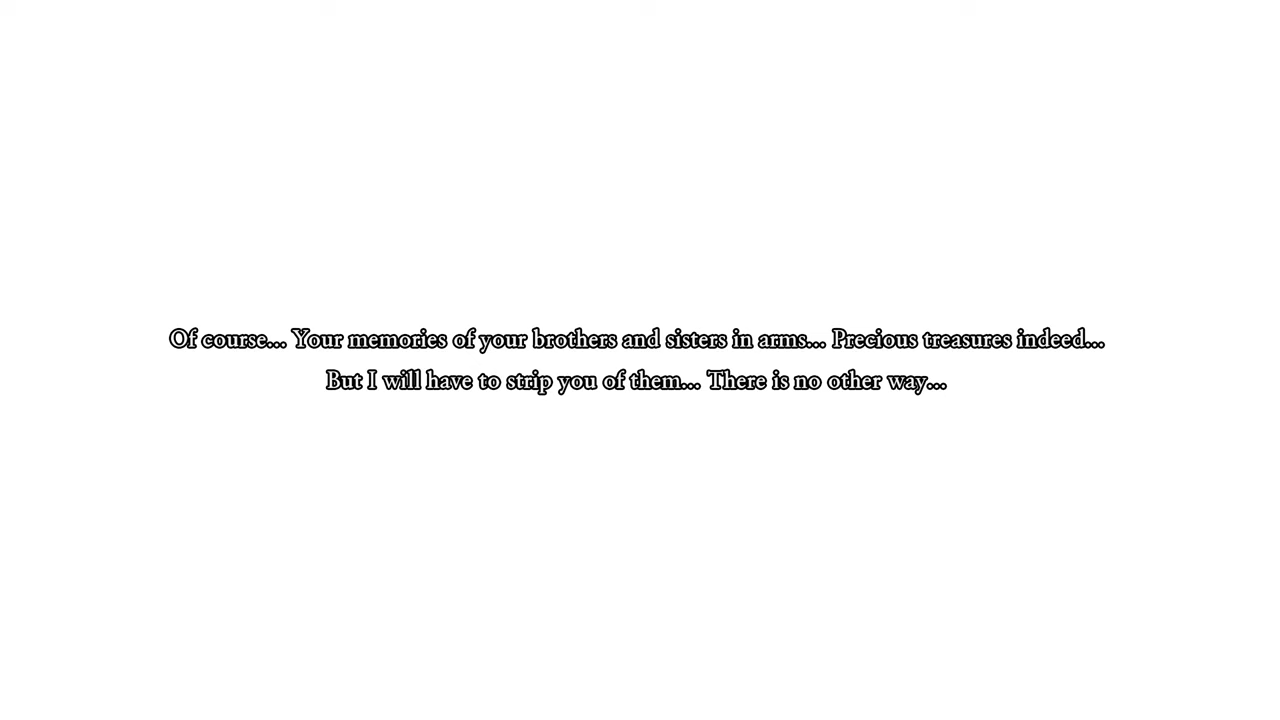 Of course... Your memories of your brothers and sisters in arms... Precious treasures indeed...
But I will have to strip you of them... There is no other way...